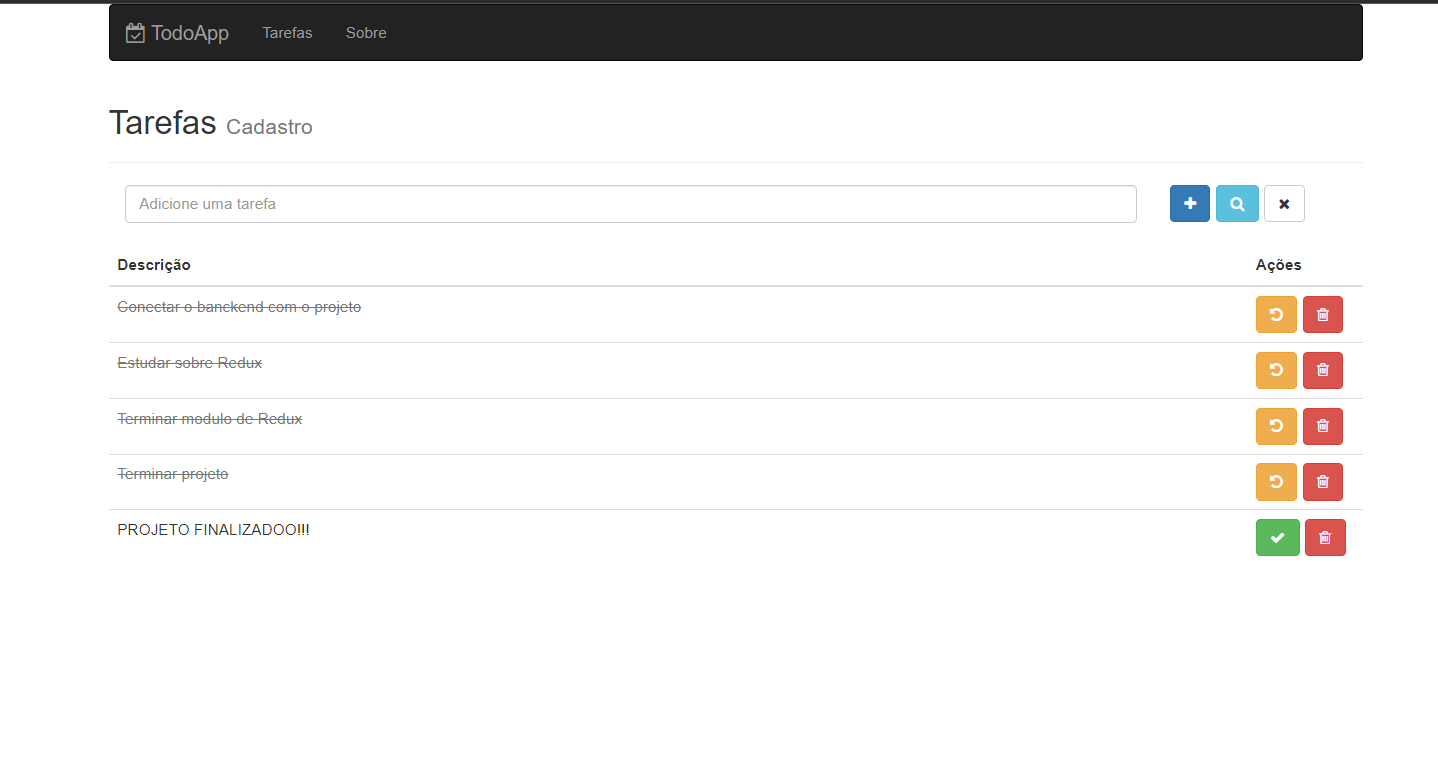 TodoApp Tarefas Sobre
Tarefas Cadastro
Adicione uma tarefa
Descrição Ações
Conectar o banckend com o projeto
Estudar sobre Redux
Terminar modulo de Redux
Terminar projeto
PROJETO FINALIZADOO!!!